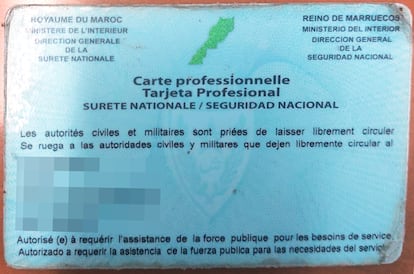 ROYAUME DU MAROC
MINISTERE DE L'INTERIEUR
DIRECTION GENERALE
DE LA
SURETE NATIONALE
REINO DE MARRUECOS
MINISTERIO DEL INTERIOR
DIRECCION GENERAL
DE LA
SEGURIDAD NACIONAL
Carte professionnelle
Tarjeta Profesional
SURETE NATIONALE / SEGURIDAD NACIONAL
Les autorités civiles et militaires sont priées de laisser librement circuler
Se ruega a las autoridades civiles y militares que dejen libremente circular al
Autorisé (e) à requérir l'assistance de la force publique pour les besoins de service
Autorizado a requerir la asistencia de la fuerza publica para las necesidades del servicio